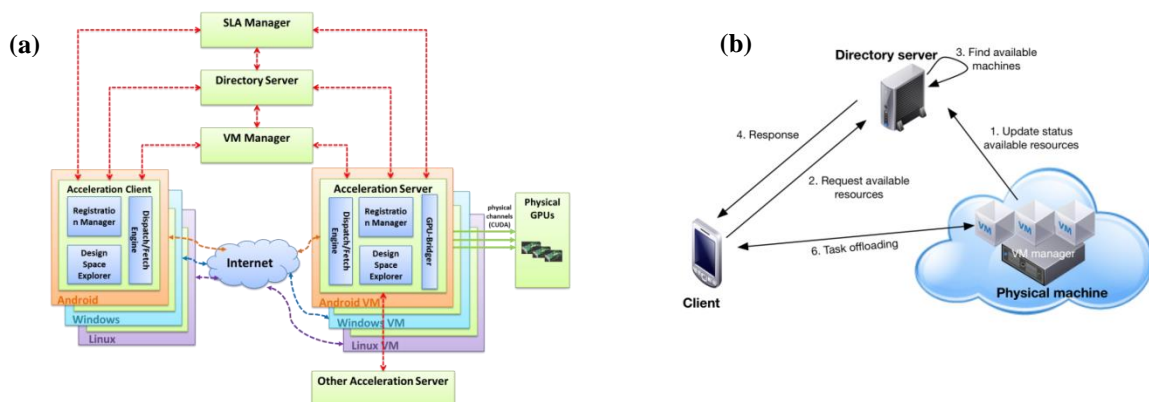 (a)
SLA Manager
Directory Server
VM Manager
Acceleration Client
Registratio
n Manager
Dispatch/Fetch
Engine
Design
Space
Explorer
Android
Windows
Linux
Internet
Acceleration Server
Dispatch/Fetch
Engine
Registration
Manager
Design
Space
Explorer
GPU-Bridger
Android VM
Windows VM
Linux VM
physical
channels
(CUDA)
Physical
GPUs
Other Acceleration Server
(b)
Directory server
3. Find available
machines
4. Response
1. Update status
available resources
2. Request available
resources
6. Task offloading
Client
VM
VM
VM
VM manager
Physical machine